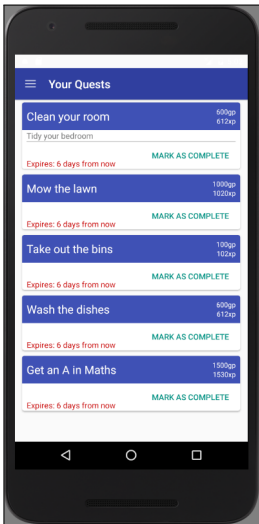 Your Quests
Clean your room
600gp
612xp
Tidy your bedroom
MARK AS COMPLETE
Expires: 6 days from now
Mow the lawn
1000gp
1020xp
MARK AS COMPLETE
Expires: 6 days from now
Take out the bins
100gp
102xp
MARK AS COMPLETE
Expires: 6 days from now
Wash the dishes
600gp
612xp
MARK AS COMPLETE
Expires: 6 days from now
Get an A in Maths
1500gp
1530xp
MARK AS COMPLETE
Expires: 6 days from now